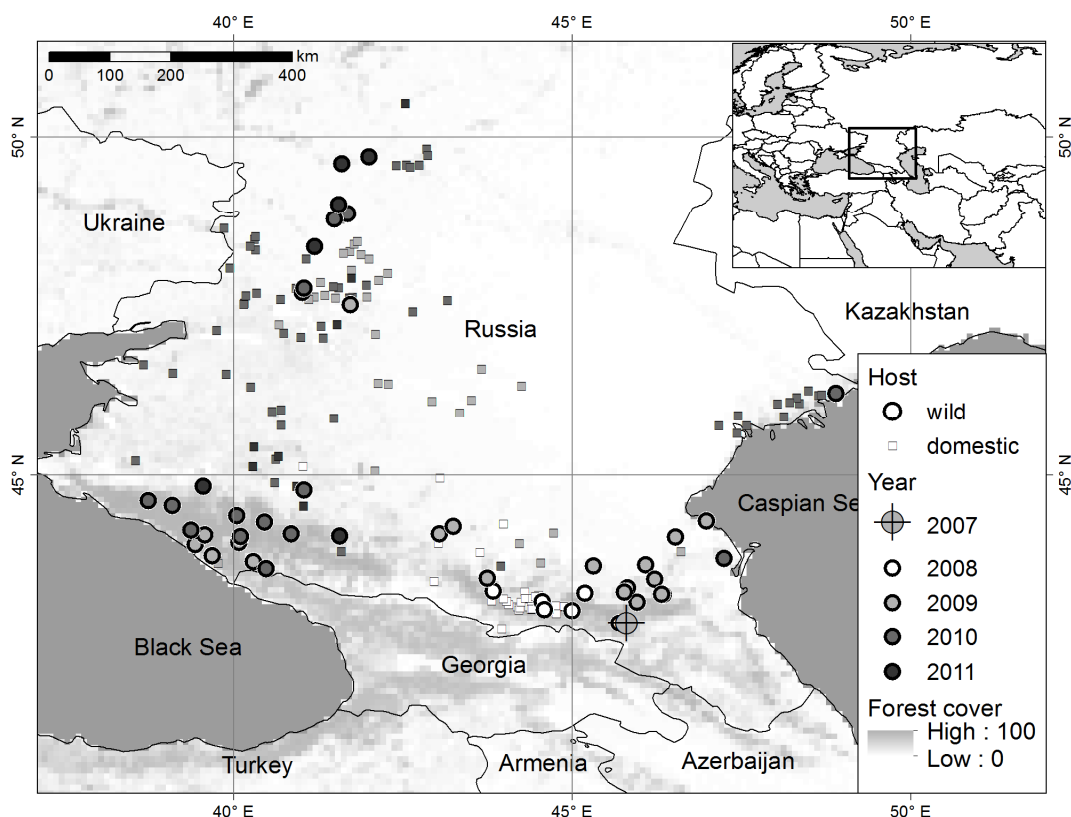 40° E 45° E 50° E
km
0 100 200 400
50° N 50° N
Ukraine
Russia
Kazakhstan
45° N 45° N
Caspian Se
Black Sea
Georgia
Turkey
Armenia
Azerbaijan
Host
wild
domestic
Year
2007
2008
2009
2010
2011
Forest cover
High : 100
Low : 0
40° E 45° E 50° E